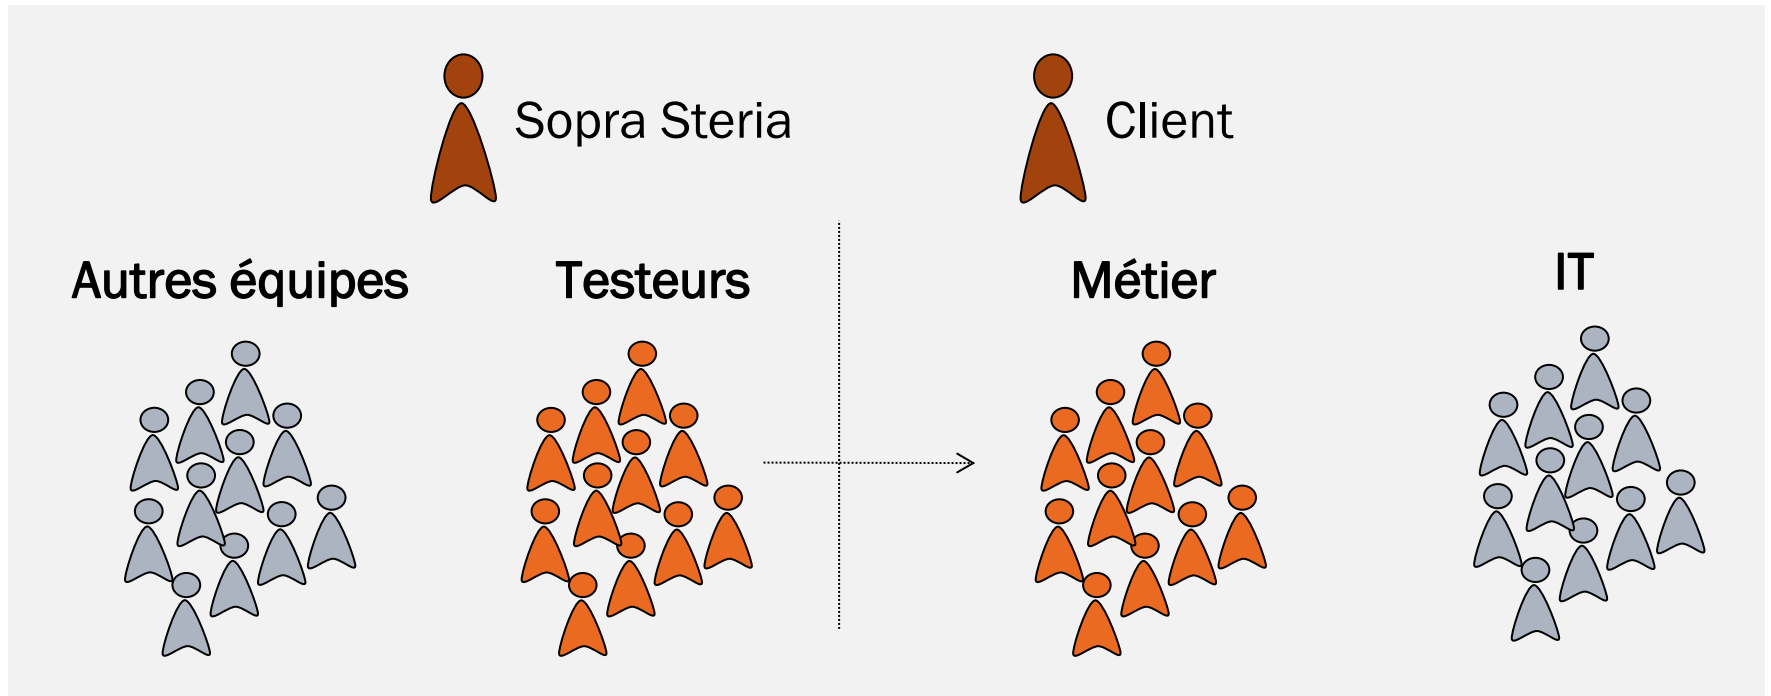 Sopra Steria
Client
Autres équipes
Testeurs
Métier
IT